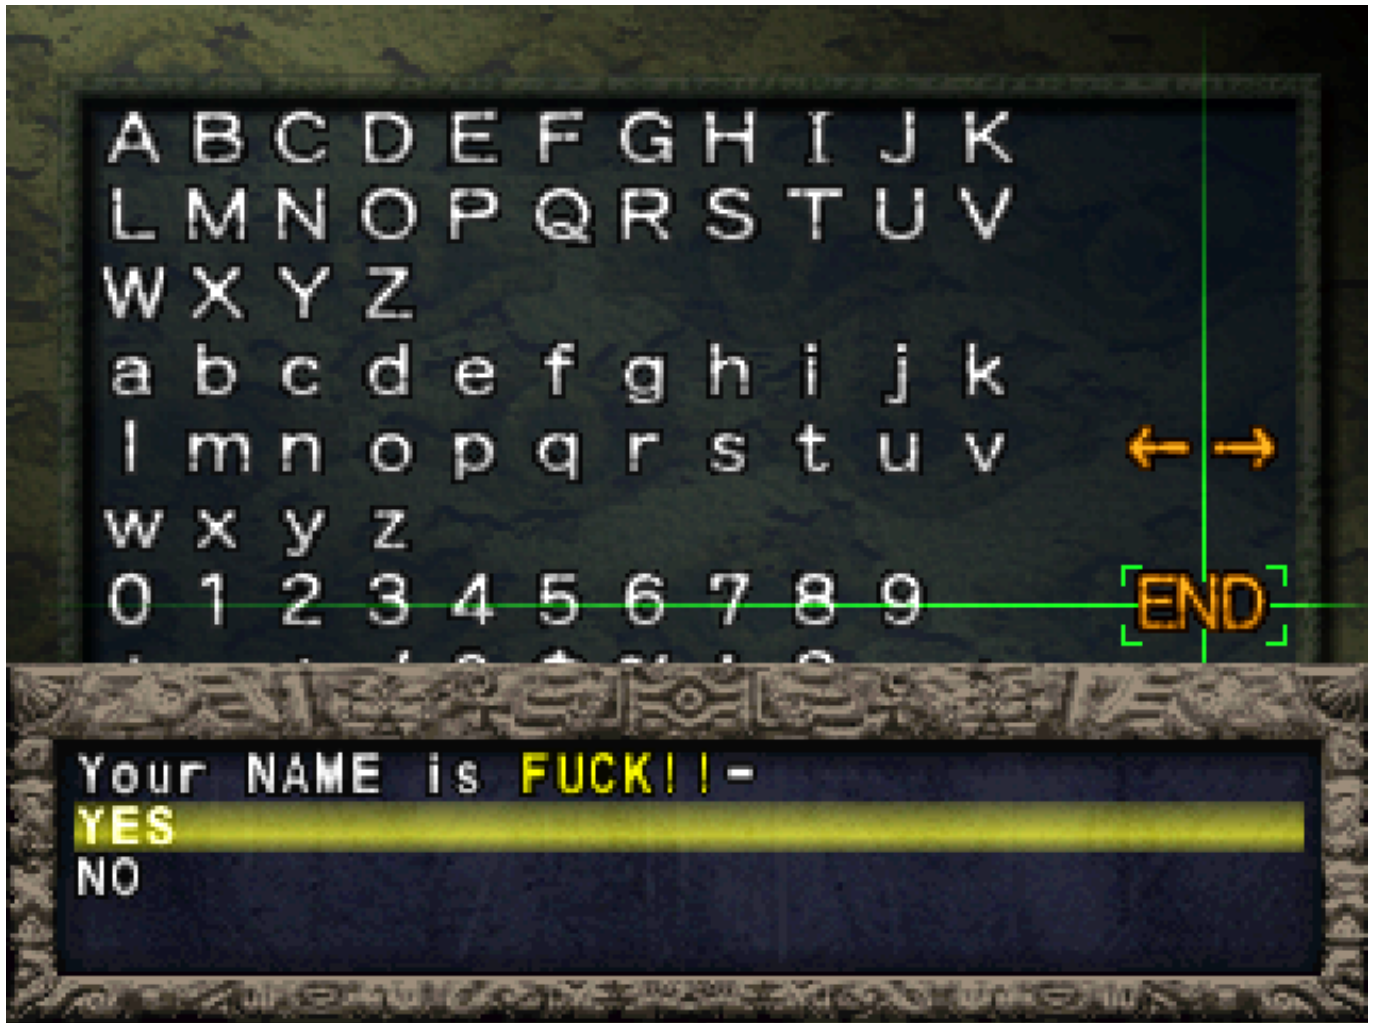 A B C D E F G H I J K
L M N O P Q R S T U V
W X Y Z
a b c d e f g h i j k
l m n o p q r s t u v
w x y z
0 1 2 3 4 5 6 7 8 9
← →
END
Your NAME is FUCK!!-
YES
NO